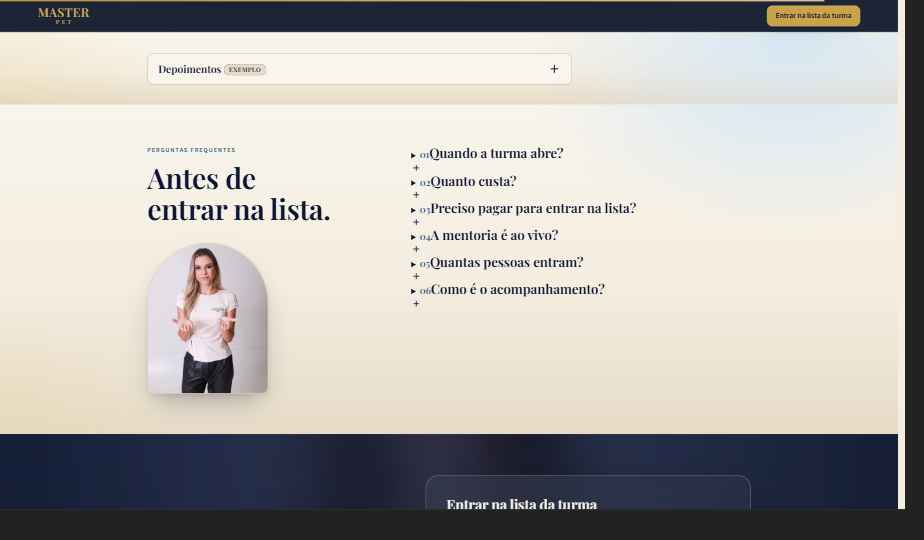 MASTER
PET
Entrar na lista da turma
Depoimentos EXEMPLO +
PERGUNTAS FREQUENTES
Antes de
entrar na lista.
▸ 01Quando a turma abre?
+
▸ 02Quanto custa?
+
▸ 03Preciso pagar para entrar na lista?
+
▸ 04A mentoria é ao vivo?
+
▸ 05Quantas pessoas entram?
+
▸ 06Como é o acompanhamento?
+
Entrar na lista da turma